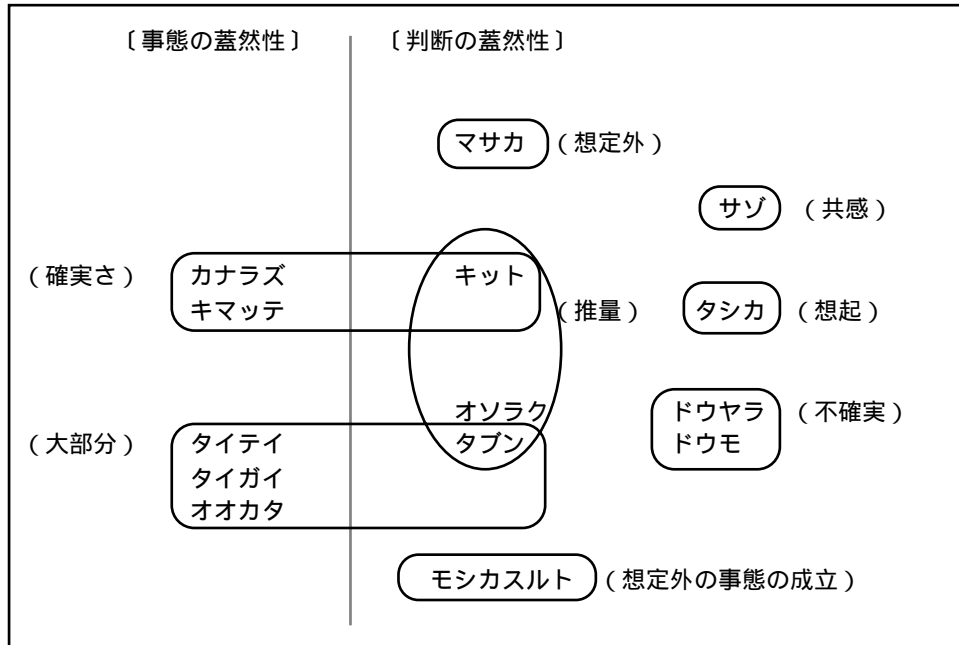 〔事態の蓋然性〕 〔判断の蓋然性〕
マサカ (想定外)
サゾ (共感)
(確実さ) カナラズ キット
キマッテ (推量) タシカ (想起)
オソラク ドウヤラ (不確実)
(大部分) タイテイ タブン ドウモ
タイガイ
オオカタ
モシカスルト (想定外の事態の成立)